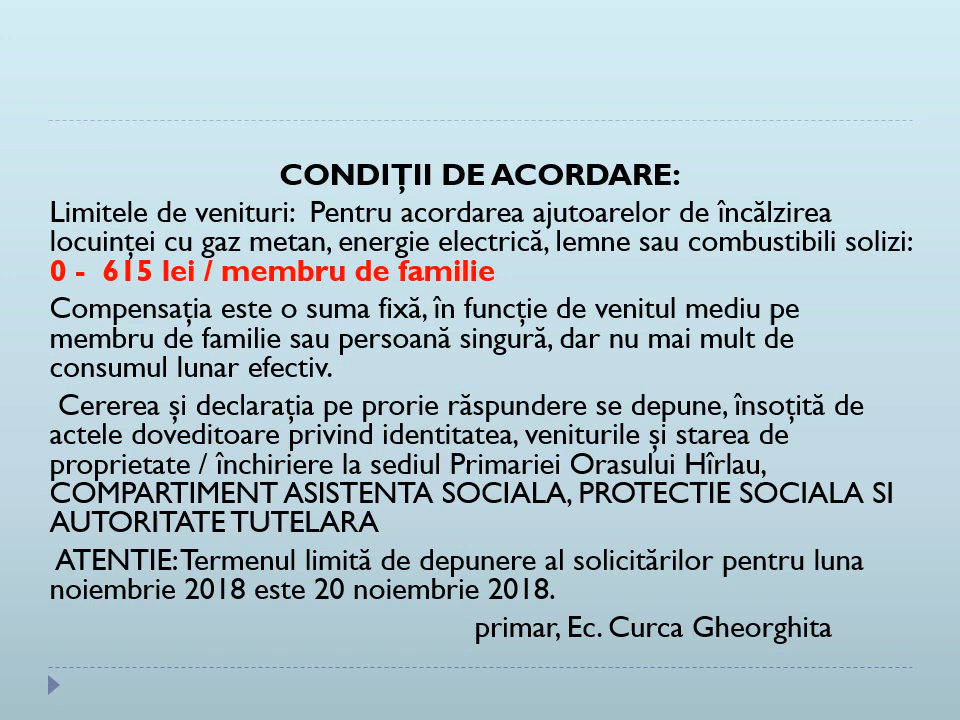 CONDIȚII DE ACORDARE:
Limitele de venituri: Pentru acordarea ajutoarelor de încălzirea
locuinței cu gaz metan, energie electrică, lemne sau combustibili solizi:
0 - 615 lei / membru de familie
Compensația este o suma fixă, în funcție de venitul mediu pe
membru de familie sau persoană singură, dar nu mai mult de
consumul lunar efectiv.
Cererea și declarația pe prorie răspundere se depune, însoțită de
actele doveditoare privind identitatea, veniturile și starea de
proprietate / închiriere la sediul Primariei Orasului Hîrlau,
COMPARTIMENT ASISTENTA SOCIALA, PROTECTIE SOCIALA SI
AUTORITATE TUTELARA
ATENTIE: Termenul limită de depunere al solicitărilor pentru luna
noiembrie 2018 este 20 noiembrie 2018.
primar, Ec. Curca Gheorghita